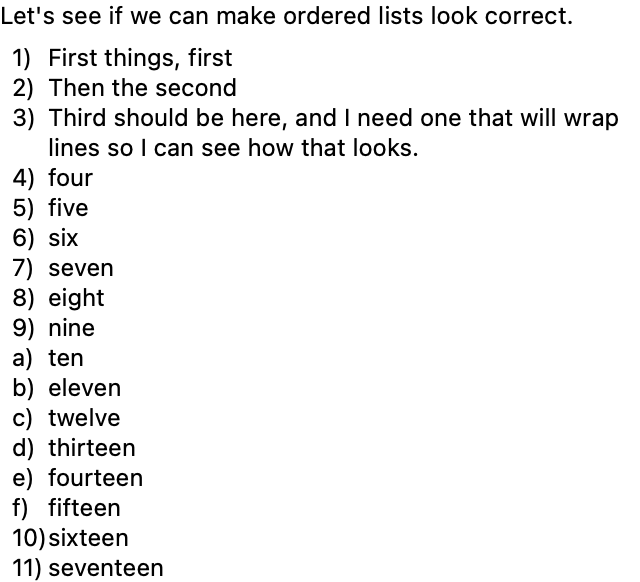 Let's see if we can make ordered lists look correct.
1) First things, first
2) Then the second
3) Third should be here, and I need one that will wrap
lines so I can see how that looks.
4) four
5) five
6) six
7) seven
8) eight
9) nine
a) ten
b) eleven
c) twelve
d) thirteen
e) fourteen
f) fifteen
10) sixteen
11) seventeen